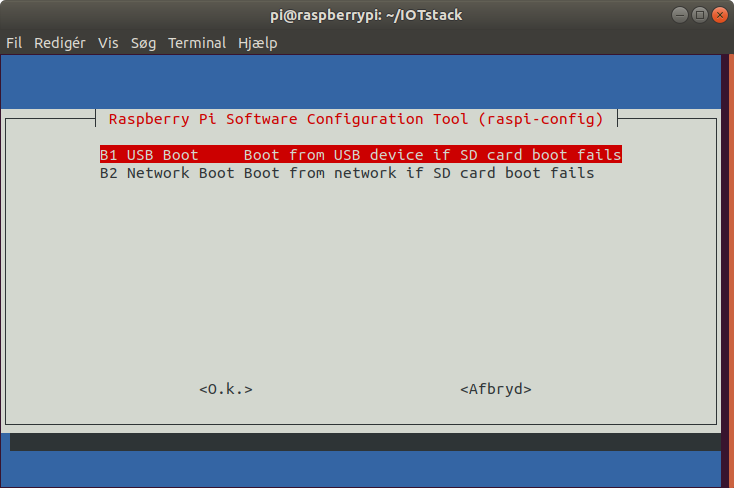 pi@raspberrypi: ~/IOTstack
Fil Redigér Vis Søg Terminal Hjælp
Raspberry Pi Software Configuration Tool (raspi-config)
B1 USB Boot     Boot from USB device if SD card boot fails
B2 Network Boot Boot from network if SD card boot fails
<O.k.> <Afbryd>